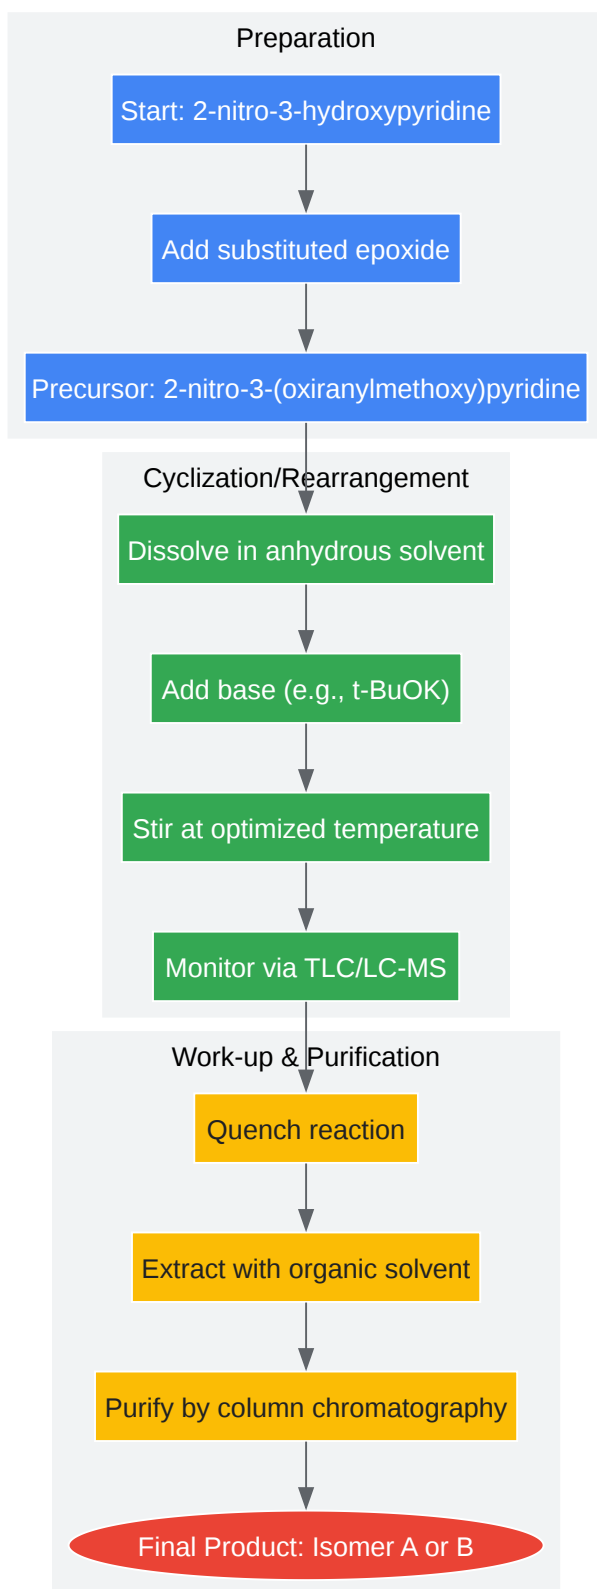 Preparation
Start: 2-nitro-3-hydroxypyridine
Add substituted epoxide
Precursor: 2-nitro-3-(oxiranylmethoxy)pyridine
Cyclization/Rearrangement
Dissolve in anhydrous solvent
Add base (e.g., t-BuOK)
Stir at optimized temperature
Monitor via TLC/LC-MS
Work-up & Purification
Quench reaction
Extract with organic solvent
Purify by column chromatography
Final Product: Isomer A or B